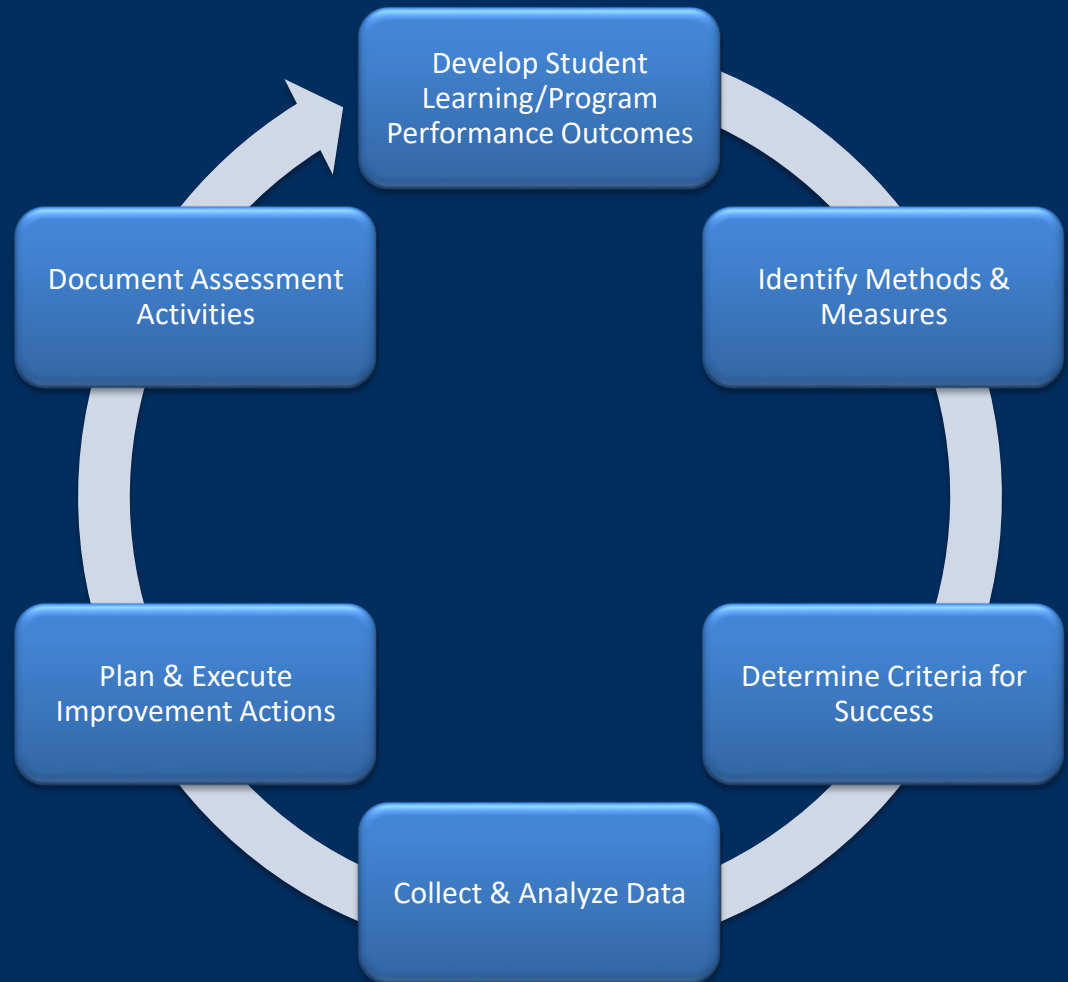 Develop Student
Learning/Program
Performance Outcomes
Identify Methods &
Measures
Determine Criteria for
Success
Collect & Analyze Data
Plan & Execute
Improvement Actions
Document Assessment
Activities